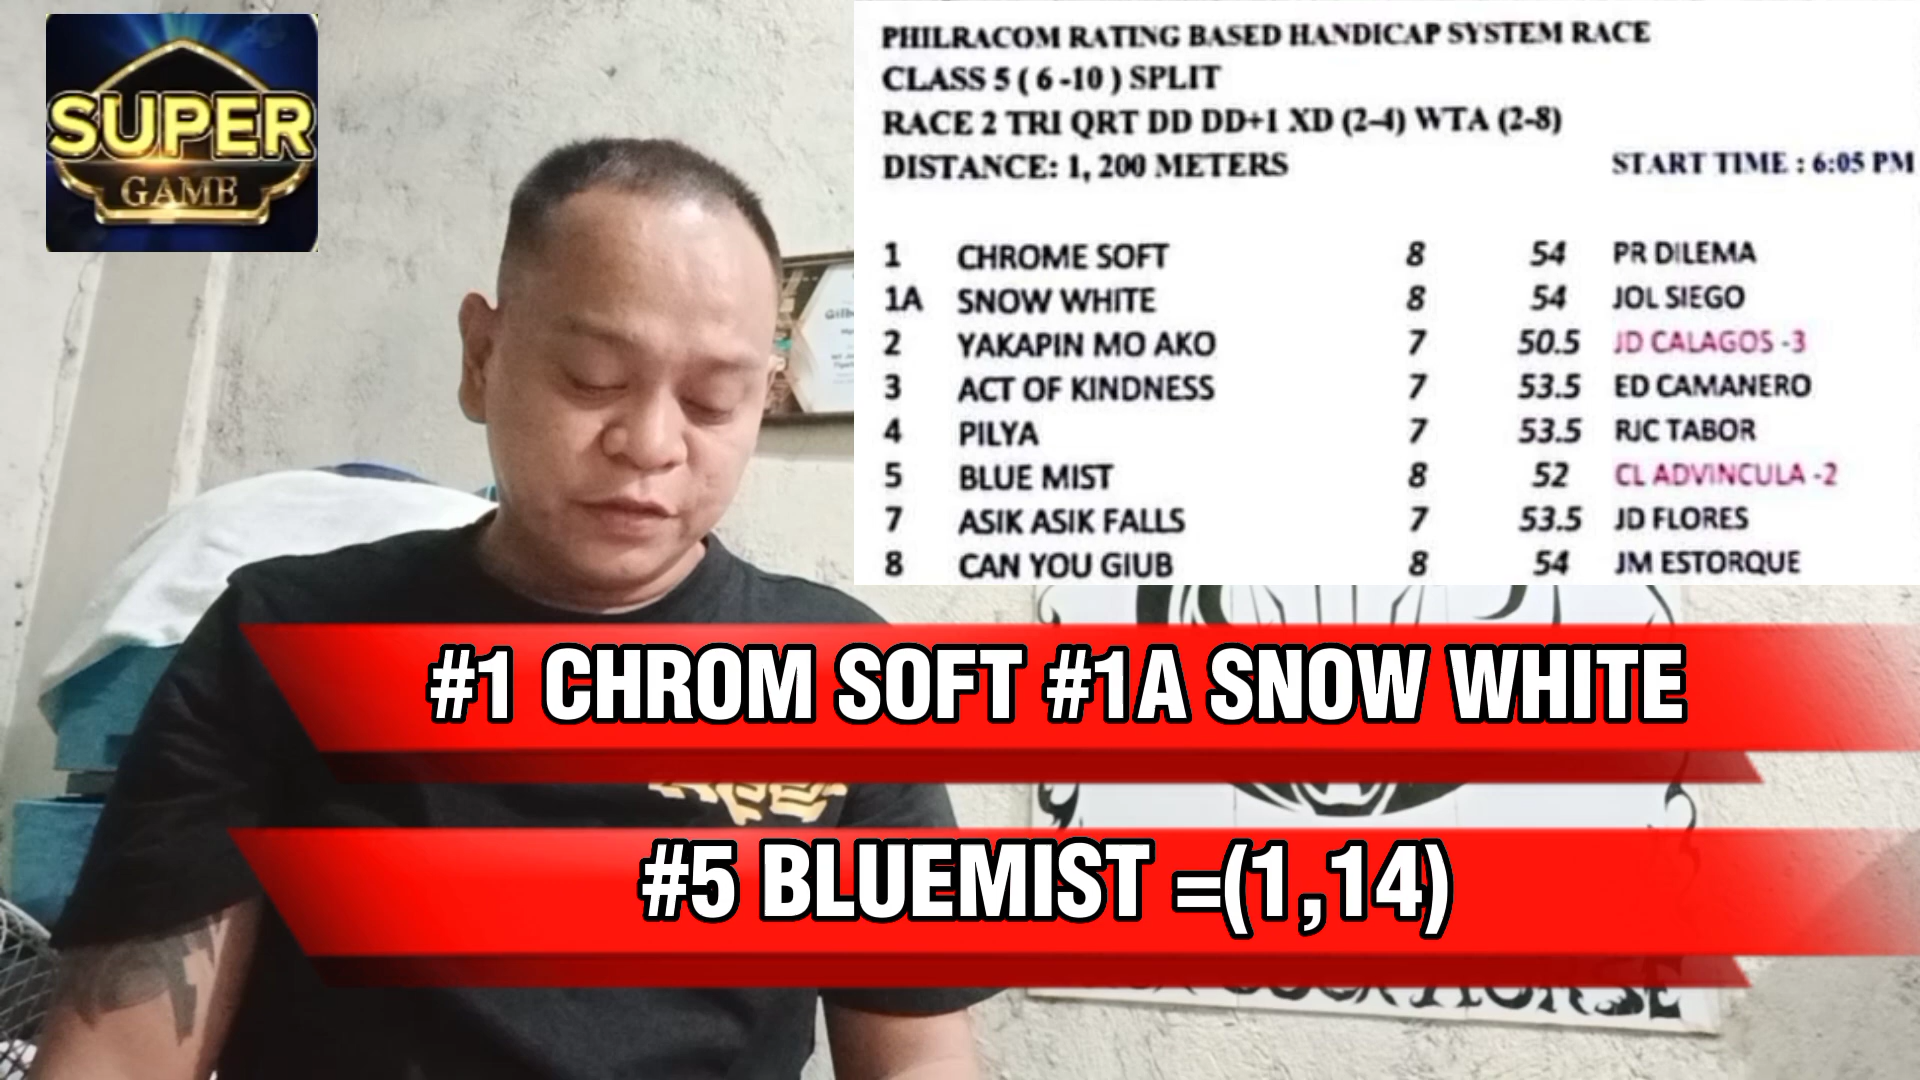 SUPER
GAME
PHILRACOM RATING BASED HANDICAP SYSTEM RACE
CLASS 5 ( 6 -10 ) SPLIT
RACE 2 TRI QRT DD DD+1 XD (2-4) WTA (2-8)
DISTANCE: 1, 200 METERS START TIME : 6:05 PM
1 CHROME SOFT 8 54 PR DILEMA
1A SNOW WHITE 8 54 JOL SIEGO
2 YAKAPIN MO AKO 7 50.5 JD CALAGOS -3
3 ACT OF KINDNESS 7 53.5 ED CAMANERO
4 PILYA 7 53.5 RJC TABOR
5 BLUE MIST 8 52 CL ADVINCULA -2
7 ASIK ASIK FALLS 7 53.5 JD FLORES
8 CAN YOU GIUB 8 54 JM ESTORQUE
#1 CHROM SOFT #1A SNOW WHITE
#5 BLUEMIST =(1,14)